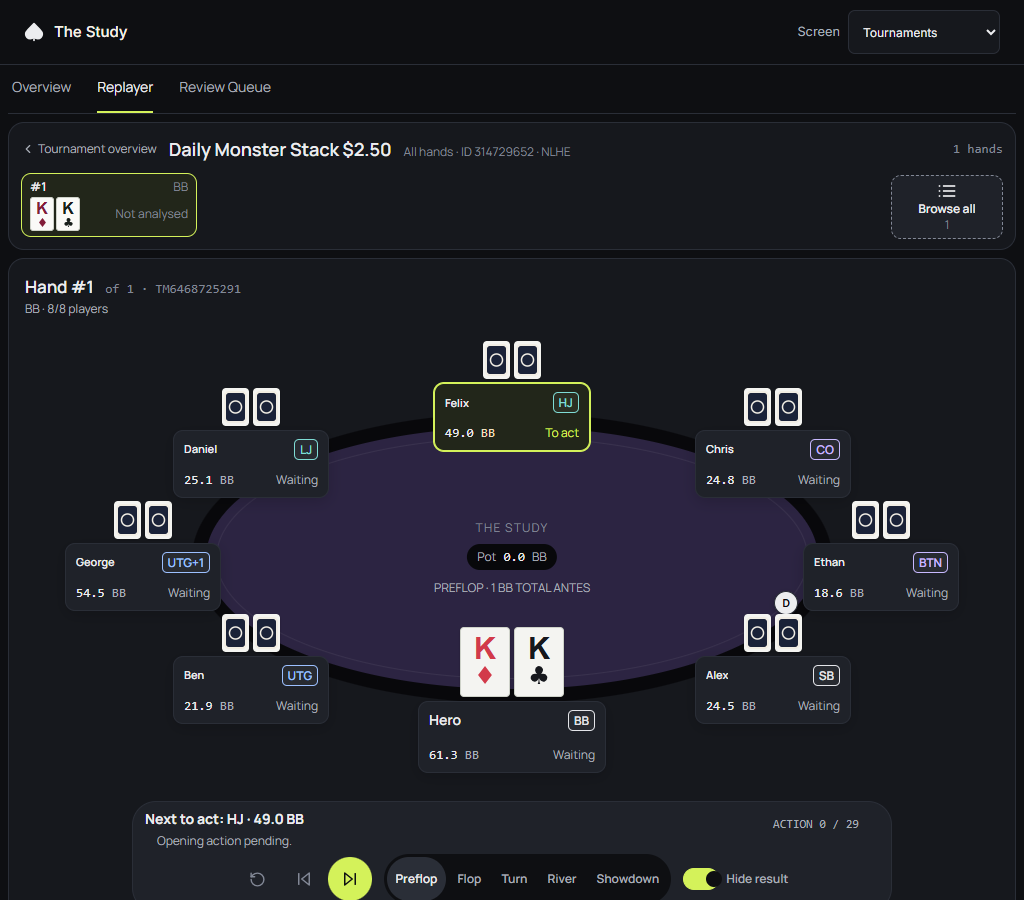 The Study
Screen
Tournaments
Overview
Replayer
Review Queue
Tournament overview
Daily Monster Stack $2.50
All hands · ID 314729652 · NLHE
1 hands
#1
BB
K
K
Not analysed
Browse all
1
Hand #1
of 1 · TM6468725291
BB · 8/8 players
Felix
HJ
49.0 BB
To act
Daniel
LJ
25.1 BB
Waiting
Chris
CO
24.8 BB
Waiting
George
UTG+1
54.5 BB
Waiting
THE STUDY
Pot 0.0 BB
PREFLOP · 1 BB TOTAL ANTES
Ethan
BTN
18.6 BB
Waiting
D
Ben
UTG
21.9 BB
Waiting
K
K
Hero
BB
61.3 BB
Waiting
Alex
SB
24.5 BB
Waiting
Next to act: HJ · 49.0 BB
Opening action pending.
ACTION 0 / 29
Preflop
Flop
Turn
River
Showdown
Hide result